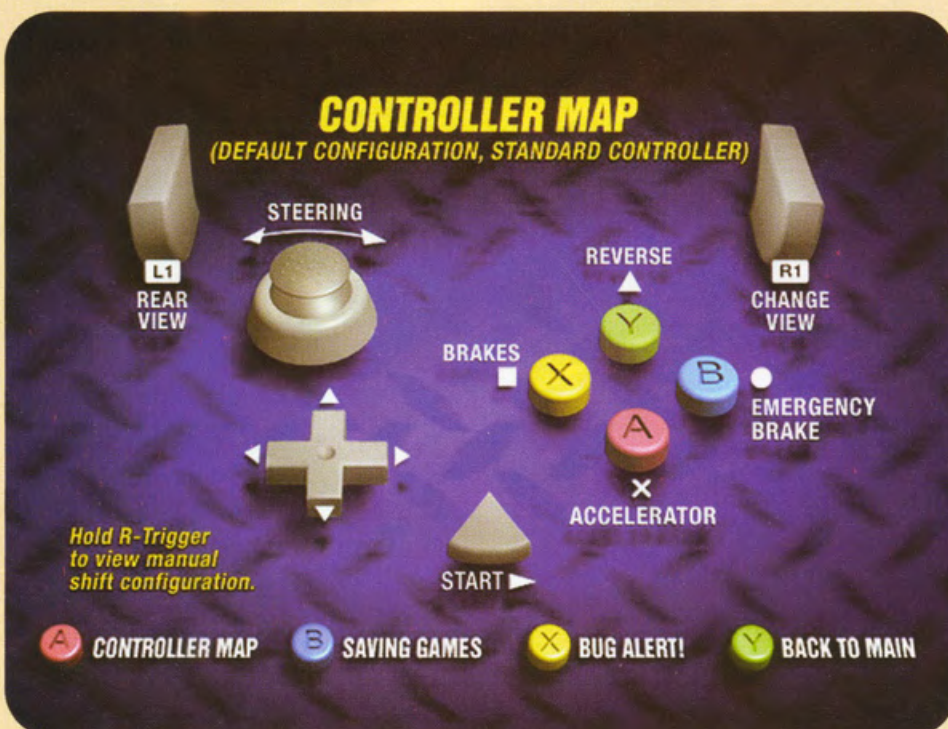 CONTROLLER MAP
(DEFAULT CONFIGURATION, STANDARD CONTROLLER)
STEERING
L1
REAR
VIEW
REVERSE
R1
CHANGE
VIEW
Y
BRAKES
X
B
EMERGENCY
BRAKE
A
X
ACCELERATOR
Hold R-Trigger
to view manual
shift configuration.
START
A CONTROLLER MAP
B SAVING GAMES
X BUG ALERT!
Y BACK TO MAIN